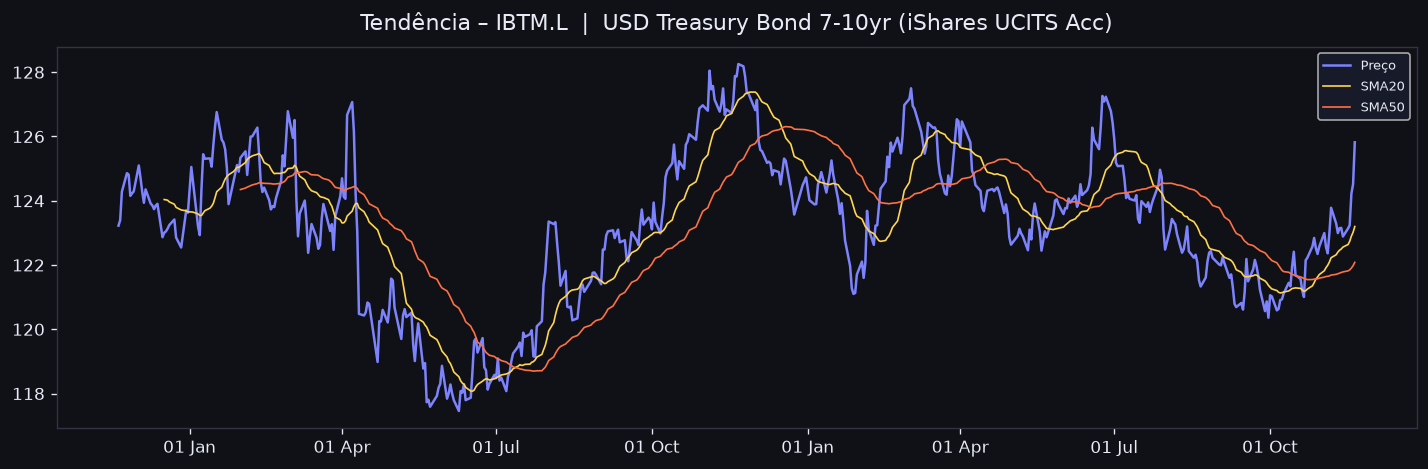 Tendência – IBTM.L | USD Treasury Bond 7-10yr (iShares UCITS Acc)
Preço
SMA20
SMA50
128
126
124
122
120
118
01 Jan 01 Apr 01 Jul 01 Oct 01 Jan 01 Apr 01 Jul 01 Oct